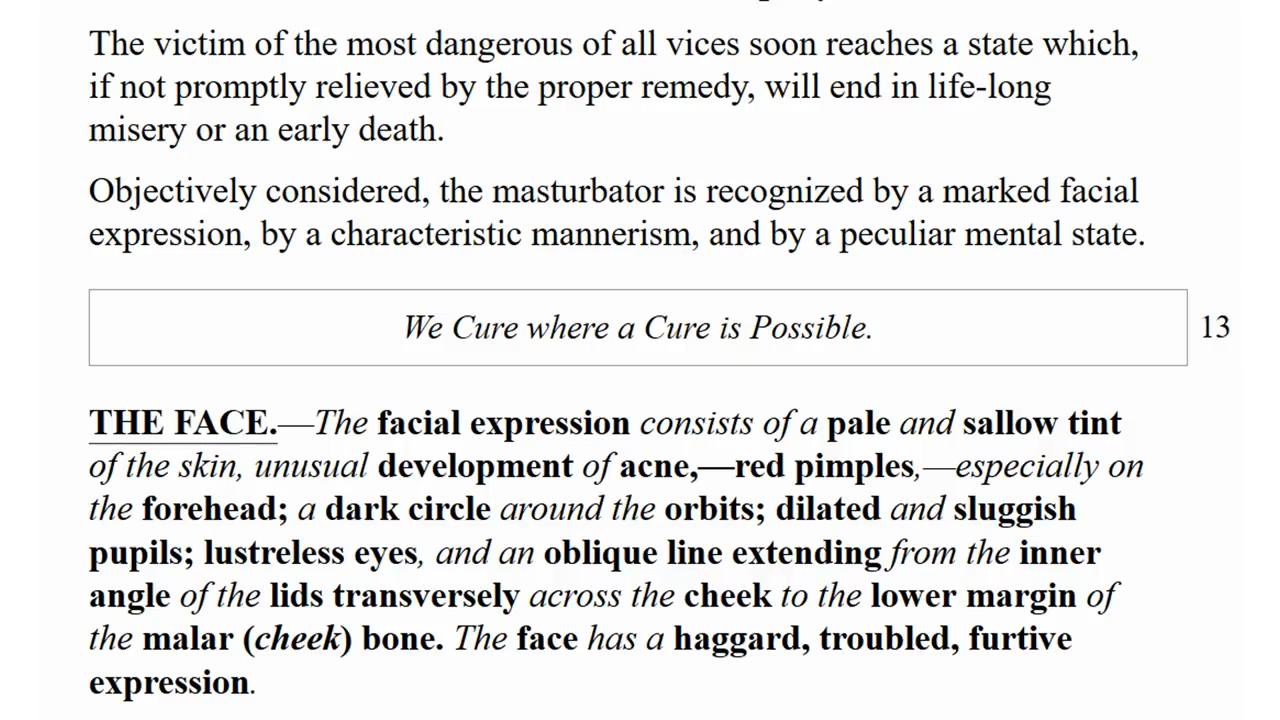 The victim of the most dangerous of all vices soon reaches a state which,
if not promptly relieved by the proper remedy, will end in life-long
misery or an early death.
Objectively considered, the masturbator is recognized by a marked facial
expression, by a characteristic mannerism, and by a peculiar mental state.
We Cure where a Cure is Possible.
13
THE FACE.—The facial expression consists of a pale and sallow tint
of the skin, unusual development of acne,—red pimples,—especially on
the forehead; a dark circle around the orbits; dilated and sluggish
pupils; lustreless eyes, and an oblique line extending from the inner
angle of the lids transversely across the cheek to the lower margin of
the malar (cheek) bone. The face has a haggard, troubled, furtive
expression.